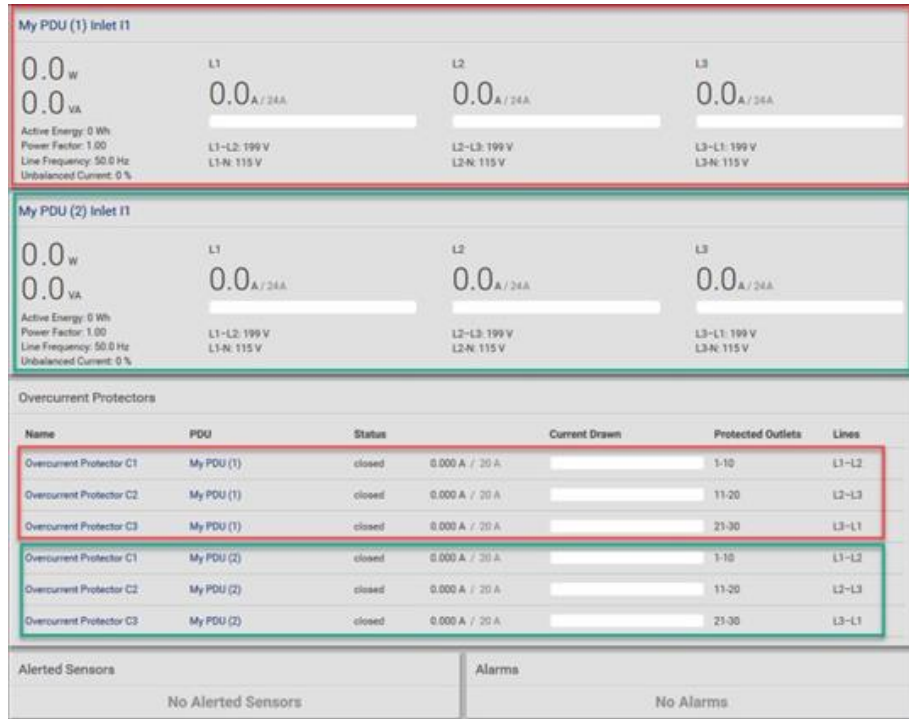 My PDU (1) Inlet I1
0.0 W
0.0 VA
Active Energy: 0 Wh
Power Factor: 1.00
Line Frequency: 50.0 Hz
Unbalanced Current: 0 %
L1
0.0 A / 24A
L1-L2: 199 V
L1-N: 115 V
L2
0.0 A / 24A
L2-L3: 199 V
L2-N: 115 V
L3
0.0 A / 24A
L3-L1: 199 V
L3-N: 115 V
My PDU (2) Inlet I1
0.0 W
0.0 VA
Active Energy: 0 Wh
Power Factor: 1.00
Line Frequency: 50.0 Hz
Unbalanced Current: 0 %
L1
0.0 A / 24A
L1-L2: 199 V
L1-N: 115 V
L2
0.0 A / 24A
L2-L3: 199 V
L2-N: 115 V
L3
0.0 A / 24A
L3-L1: 199 V
L3-N: 115 V
Overcurrent Protectors
Name PDU Status Current Drawn Protected Outlets Lines
Overcurrent Protector C1 My PDU (1) closed 0.000 A / 20 A 1-10 L1-L2
Overcurrent Protector C2 My PDU (1) closed 0.000 A / 20 A 11-20 L2-L3
Overcurrent Protector C3 My PDU (1) closed 0.000 A / 20 A 21-30 L3-L1
Overcurrent Protector C1 My PDU (2) closed 0.000 A / 20 A 1-10 L1-L2
Overcurrent Protector C2 My PDU (2) closed 0.000 A / 20 A 11-20 L2-L3
Overcurrent Protector C3 My PDU (2) closed 0.000 A / 20 A 21-30 L3-L1
Alerted Sensors
No Alerted Sensors
Alarms
No Alarms